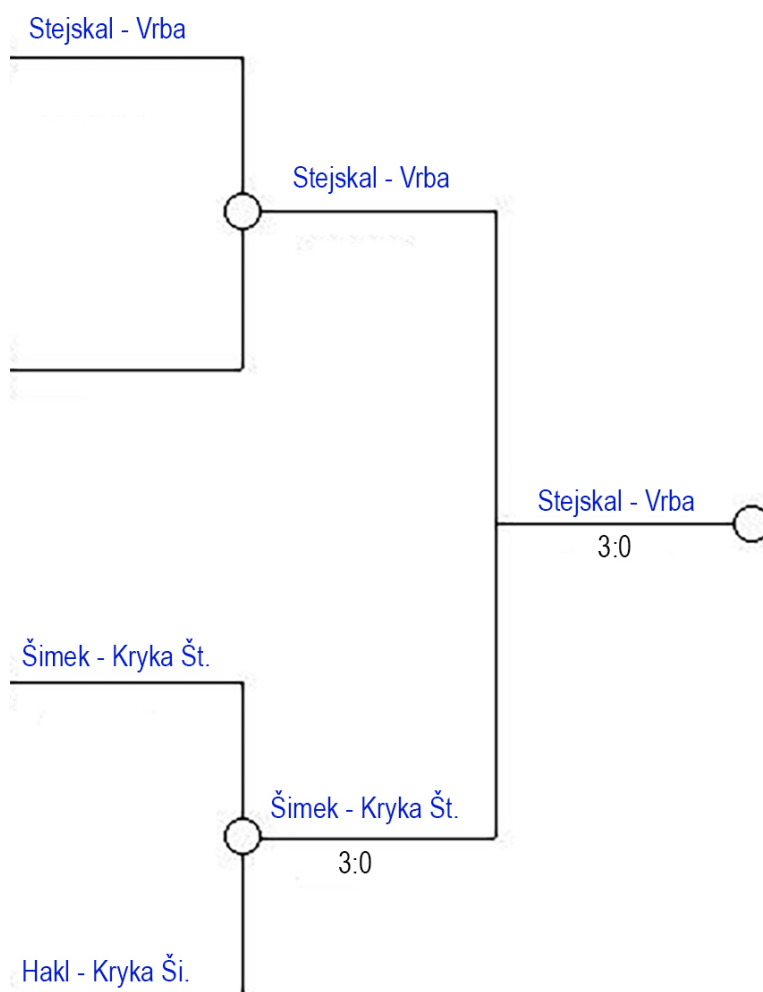 Stejskal - Vrba
Stejskal - Vrba
Stejskal - Vrba
3:0
Šimek - Kryka Št.
Šimek - Kryka Št.
3:0
Hakl - Kryka Ši.